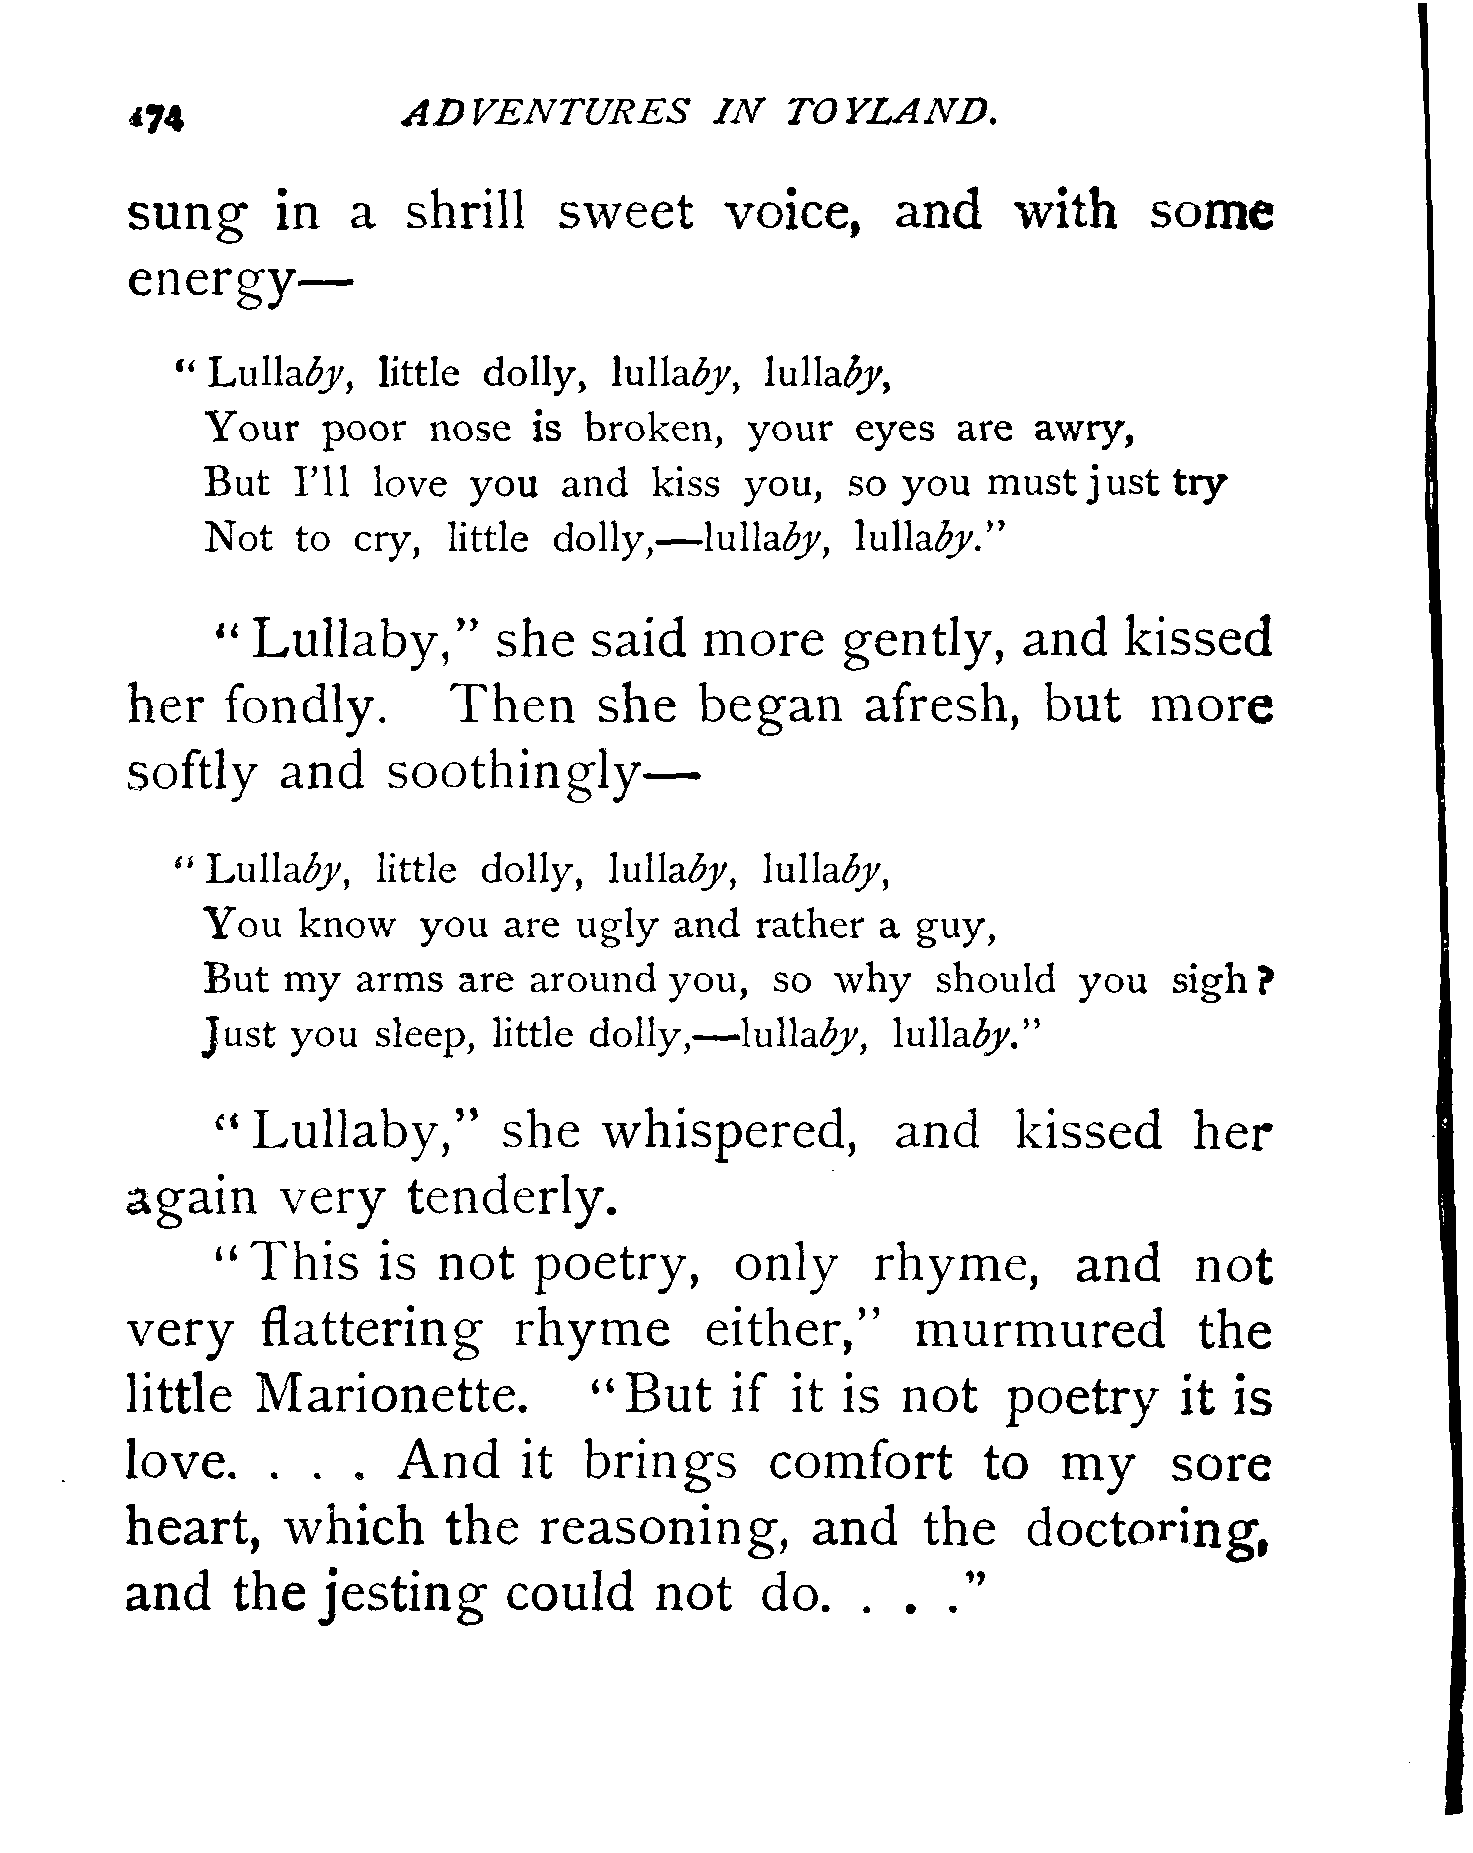 174 ADVENTURES IN TOYLAND.
sung in a shrill sweet voice, and with some
energy—
“Lullaby, little dolly, lullaby, lullaby,
Your poor nose is broken, your eyes are awry,
But I’ll love you and kiss you, so you must just try
Not to cry, little dolly,—lullaby, lullaby.”
“Lullaby,” she said more gently, and kissed
her fondly. Then she began afresh, but more
softly and soothingly—
“Lullaby, little dolly, lullaby, lullaby,
You know you are ugly and rather a guy,
But my arms are around you, so why should you sigh?
Just you sleep, little dolly,—lullaby, lullaby.”
“Lullaby,” she whispered, and kissed her
again very tenderly.
“This is not poetry, only rhyme, and not
very flattering rhyme either,” murmured the
little Marionette. “But if it is not poetry it is
love. . . . And it brings comfort to my sore
heart, which the reasoning, and the doctoring,
and the jesting could not do. . . .”